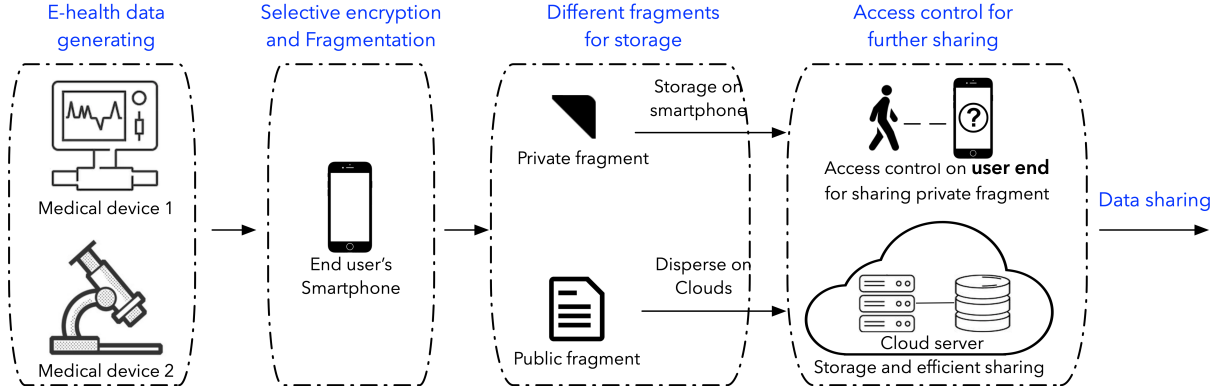 E-health data
generating
Selective encryption
and Fragmentation
Different fragments
for storage
Access control for
further sharing
Medical device 1
Medical device 2
End user's
Smartphone
Storage on
smartphone
Private fragment
Disperse on
Clouds
Public fragment
?
Access control on user end
for sharing private fragment
Cloud server
Storage and efficient sharing
Data sharing